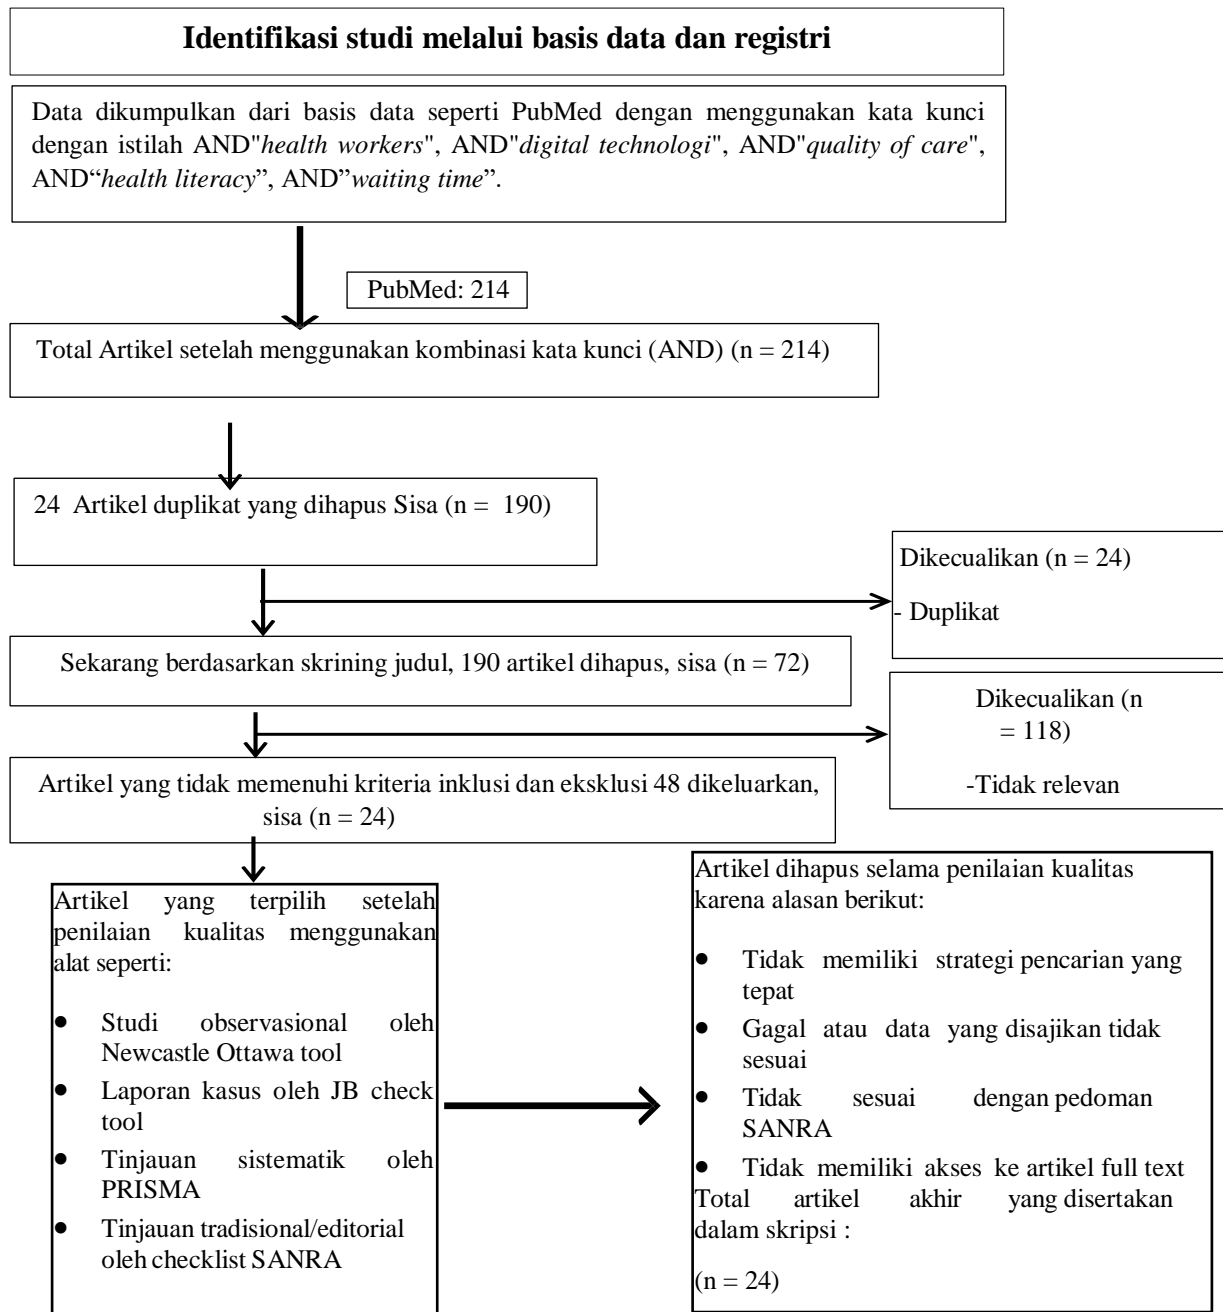 Identifikasi studi melalui basis data dan registri
Data dikumpulkan dari basis data seperti PubMed dengan menggunakan kata kunci
dengan istilah AND"health workers", AND"digital technologi", AND"quality of care",
AND“health literacy”, AND”waiting time”.
PubMed: 214
Total Artikel setelah menggunakan kombinasi kata kunci (AND) (n = 214)
24 Artikel duplikat yang dihapus Sisa (n = 190)
Dikecualikan (n = 24)
- Duplikat
Sekarang berdasarkan skrining judul, 190 artikel dihapus, sisa (n = 72)
Dikecualikan (n
= 118)
-Tidak relevan
Artikel yang tidak memenuhi kriteria inklusi dan eksklusi 48 dikeluarkan,
sisa (n = 24)
Artikel yang terpilih setelah
penilaian kualitas menggunakan
alat seperti:
● Studi observasional oleh
Newcastle Ottawa tool
● Laporan kasus oleh JB check
tool
● Tinjauan sistematik oleh
PRISMA
● Tinjauan tradisional/editorial
oleh checklist SANRA
Artikel dihapus selama penilaian kualitas
karena alasan berikut:
● Tidak memiliki strategi pencarian yang
tepat
● Gagal atau data yang disajikan tidak
sesuai
● Tidak sesuai dengan pedoman
SANRA
● Tidak memiliki akses ke artikel full text
Total artikel akhir yang disertakan
dalam skripsi :
(n = 24)